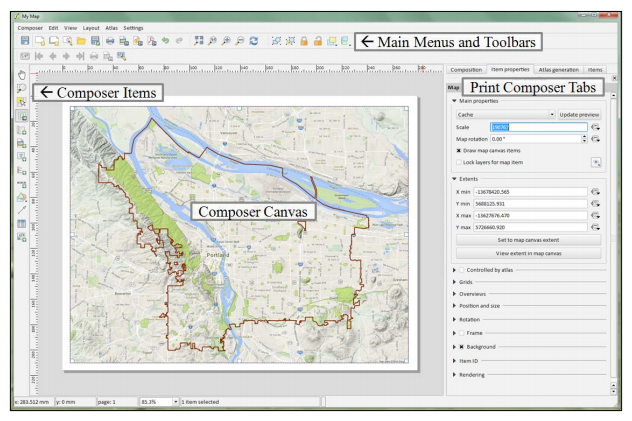 My Map
Composer Edit View Layout Atlas Settings
← Main Menus and Toolbars
← Composer Items
Composer Canvas
Portland
Composition Item properties Atlas generation Items
Map
Print Composer Tabs
Main properties
Cache Update preview
Scale
Map rotation 0.00 °
Draw map canvas items
Lock layers for map item
Extents
X min -13678420.565
Y min 5688125.931
X max -13627676.470
Y max 5726660.920
Set to map canvas extent
View extent in map canvas
Controlled by atlas
Grids
Overviews
Position and size
Rotation
Frame
Background
Item ID
Rendering
x: 283.512 mm y: 0 mm page: 1 83.3% 1 item selected